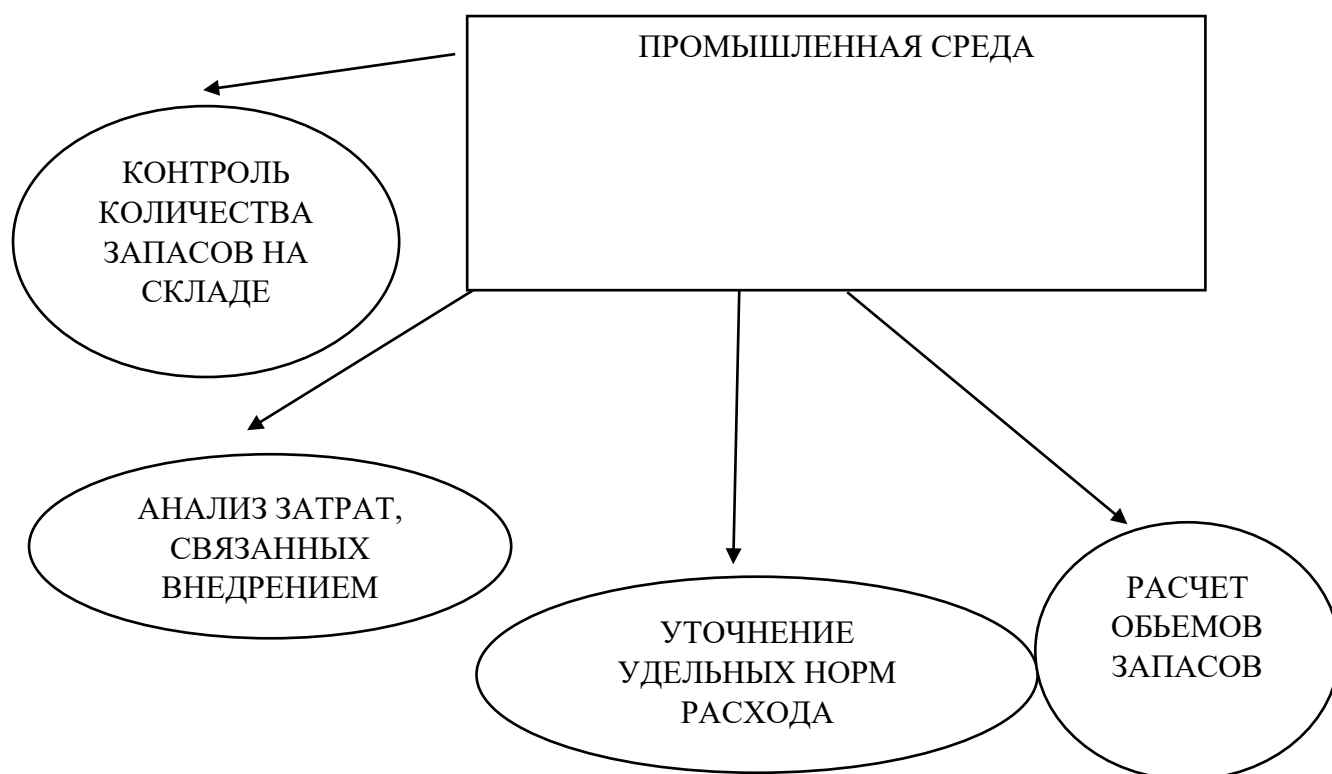 ПРОМЫШЛЕННАЯ СРЕДА
КОНТРОЛЬ
КОЛИЧЕСТВА
ЗАПАСОВ НА
СКЛАДЕ
АНАЛИЗ ЗАТРАТ,
СВЯЗАННЫХ
ВНЕДРЕНИЕМ
УТОЧНЕНИЕ
УДЕЛЬНЫХ НОРМ
РАСХОДА
РАСЧЕТ
ОБЬЕМОВ
ЗАПАСОВ